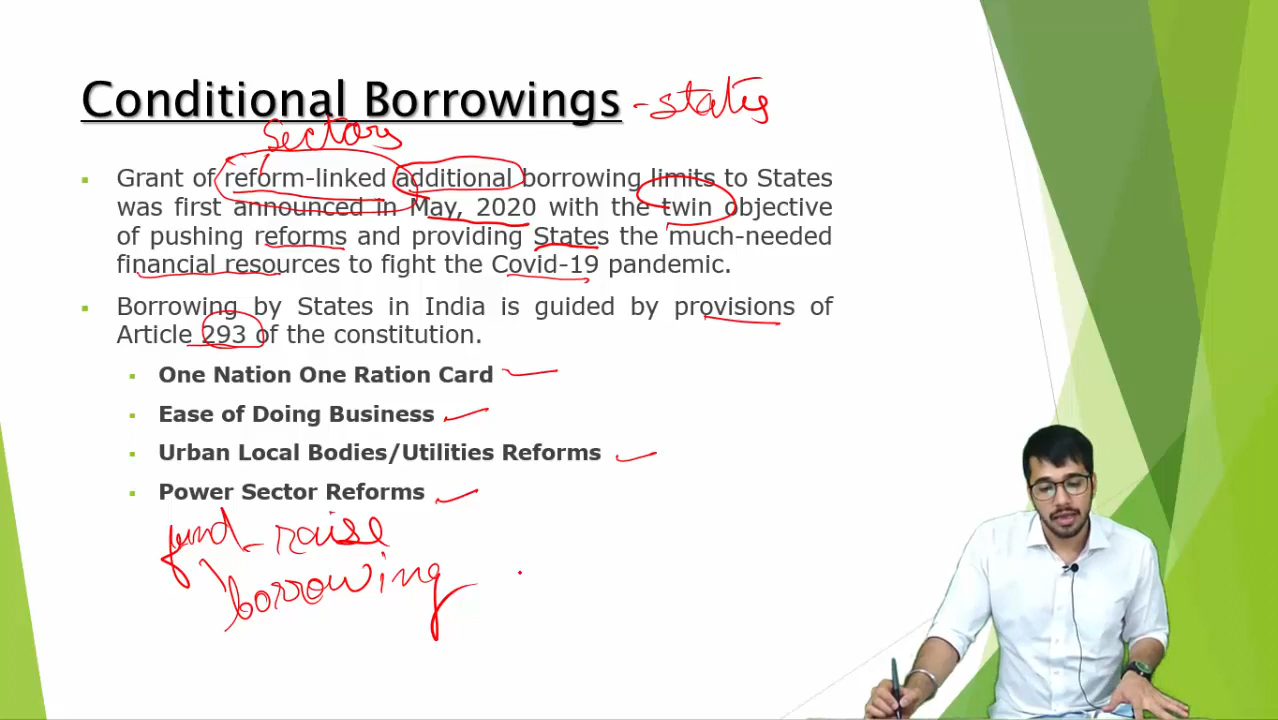 Conditional Borrowings - states
sectors
Grant of reform-linked additional borrowing limits to States
was first announced in May, 2020 with the twin objective
of pushing reforms and providing States the much-needed
financial resources to fight the Covid-19 pandemic.
Borrowing by States in India is guided by provisions of
Article 293 of the constitution.
One Nation One Ration Card
Ease of Doing Business
Urban Local Bodies/Utilities Reforms
Power Sector Reforms
fund raise
borrowing